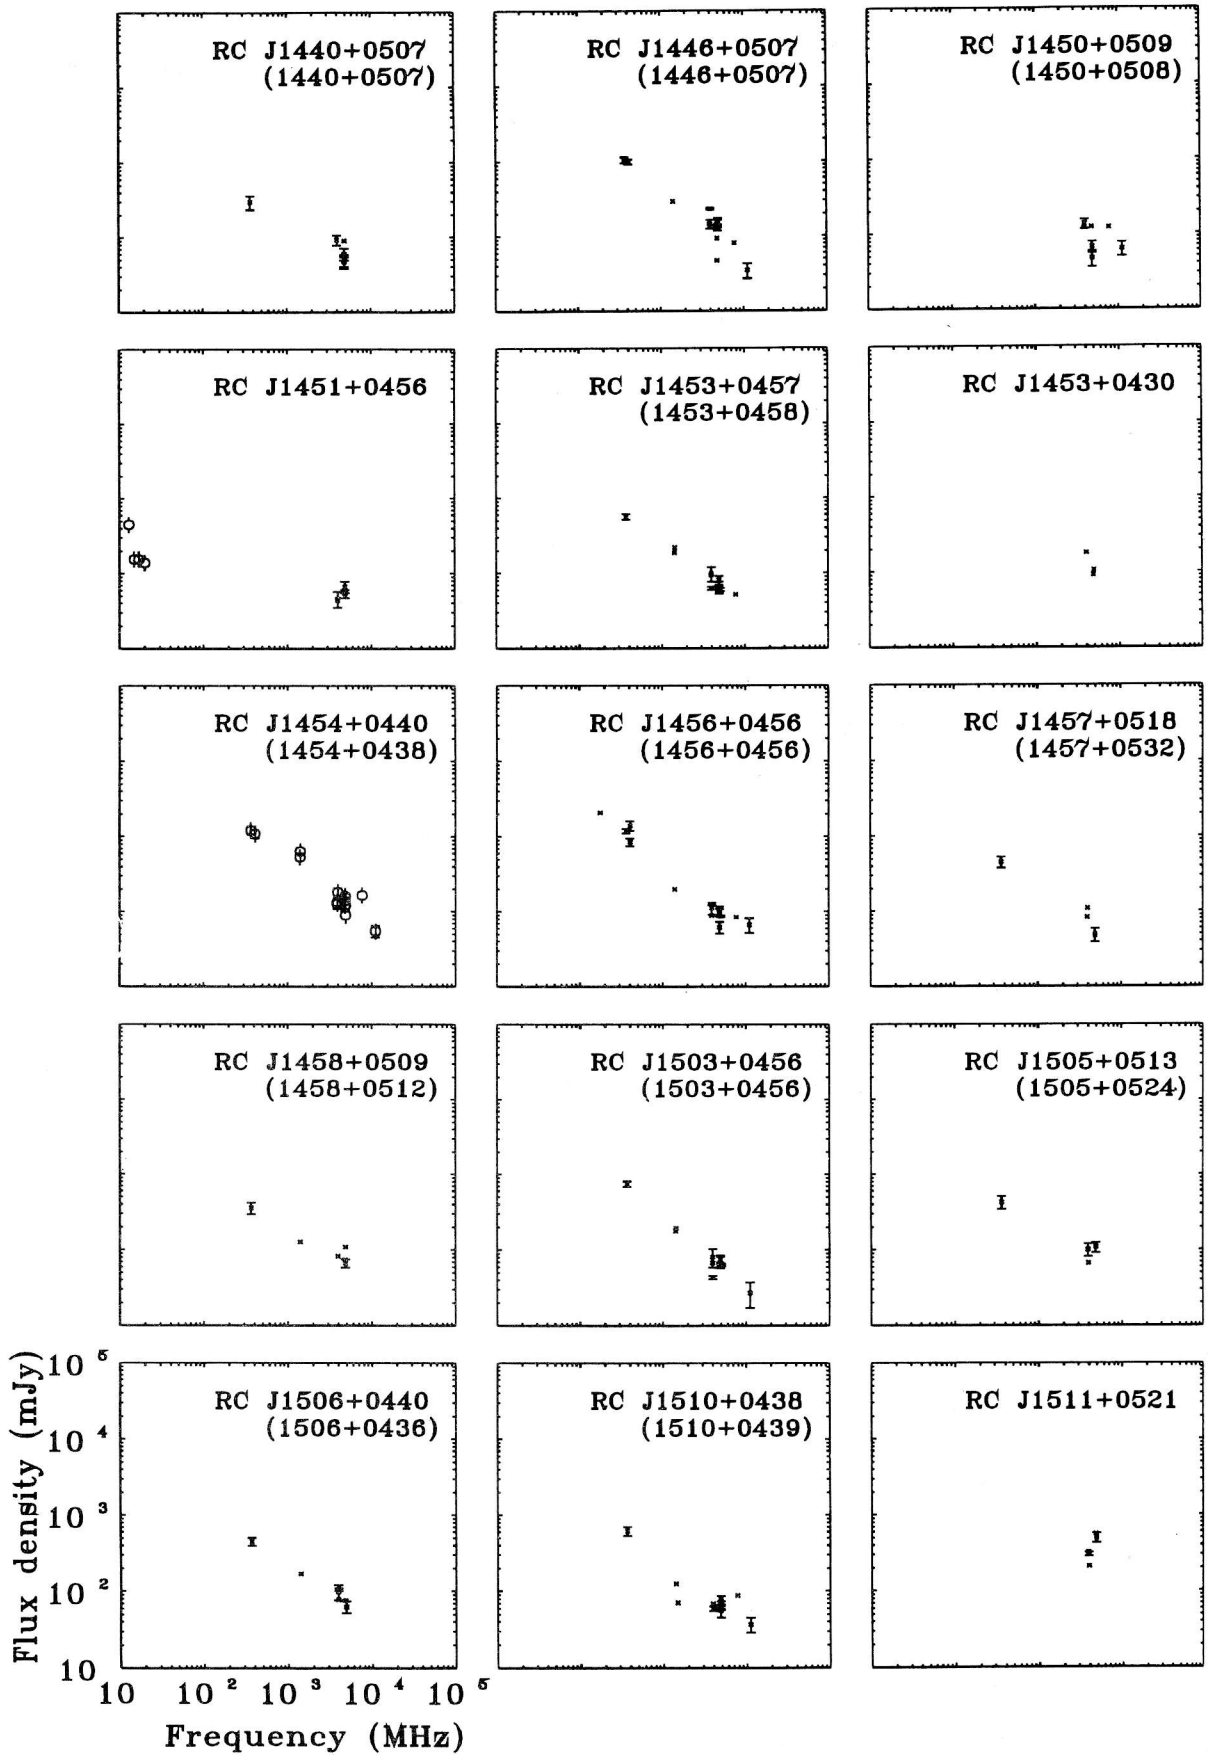 RC J1440+0507
(1440+0507)
RC J1446+0507
(1446+0507)
RC J1450+0509
(1450+0508)
RC J1451+0456
RC J1453+0457
(1453+0458)
RC J1453+0430
RC J1454+0440
(1454+0438)
RC J1456+0456
(1456+0456)
RC J1457+0518
(1457+0532)
RC J1458+0509
(1458+0512)
RC J1503+0456
(1503+0456)
RC J1505+0513
(1505+0524)
RC J1506+0440
(1506+0436)
RC J1510+0438
(1510+0439)
RC J1511+0521
Flux density (mJy)
10 5
10 4
10 3
10 2
10
10 10 2 10 3 10 4 10 5
Frequency (MHz)